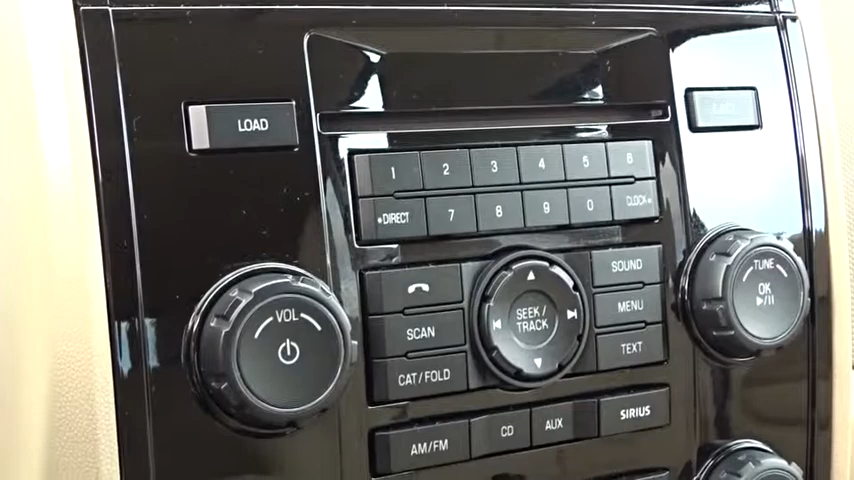 LOAD
EJECT
1 2 3 4 5 6
DIRECT 7 8 9 0 CLOCK
SOUND
TUNE
OK
MENU
SEEK/
TRACK
VOL
SCAN
TEXT
CAT/FOLD
AM/FM CD AUX SIRIUS